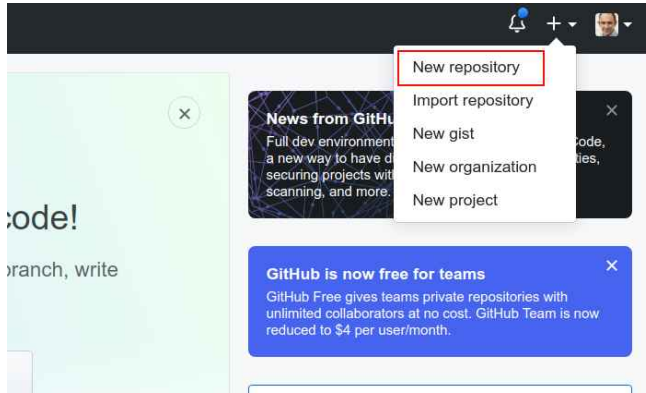 New repository
Import repository
New gist
New organization
New project
News from GitHu
Full dev environment
Code,
a new way to have di
ties,
securing projects wit
scanning, and more.
code!
branch, write
GitHub is now free for teams
GitHub Free gives teams private repositories with
unlimited collaborators at no cost. GitHub Team is now
reduced to $4 per user/month.